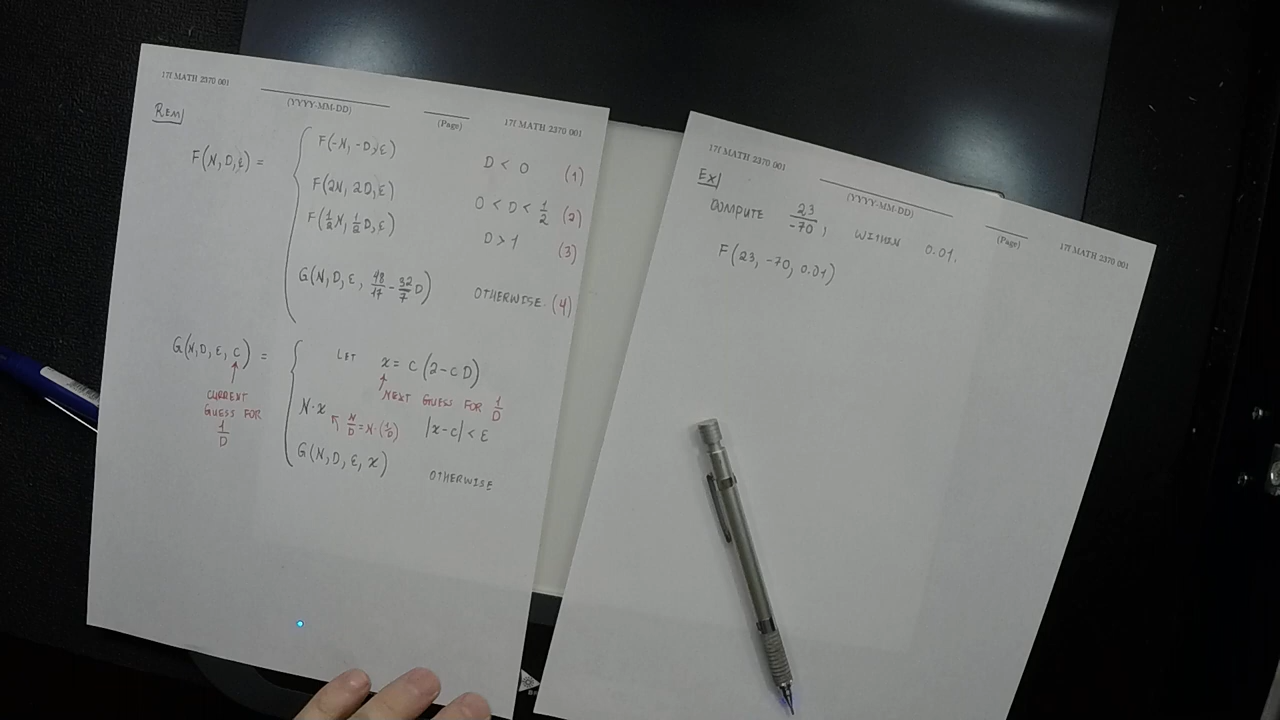 17f MATH 2370 001
(YYYY-MM-DD)
(Page)
17f MATH 2370 001
REM
F(N,D,ε) =
F(-N, -D, ε) D < 0 (1)
F(2N, 2D, ε) 0 < D < 1/2 (2)
F(1/2 N, 1/2 D, ε) D > 1 (3)
G(N, D, ε, 48/17 - 32/7 D) OTHERWISE (4)
G(N, D, ε, C) =
LET x = C(2-CD)
NEXT GUESS FOR 1/D
CURRENT
GUESS FOR
1/D
N·x N/D = N·(1/D) |x-c| < ε
G(N, D, ε, x) OTHERWISE
17f MATH 2370 001
(YYYY-MM-DD)
(Page)
17f MATH 2370 001
EX
COMPUTE 23/-70, WITHIN 0.01.
F(23, -70, 0.01)